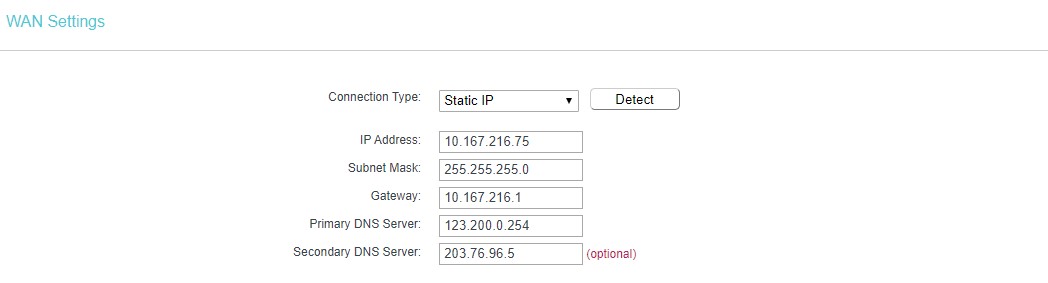 WAN Settings
Connection Type: Static IP Detect
IP Address: 10.167.216.75
Subnet Mask: 255.255.255.0
Gateway: 10.167.216.1
Primary DNS Server: 123.200.0.254
Secondary DNS Server: 203.76.96.5 (optional)